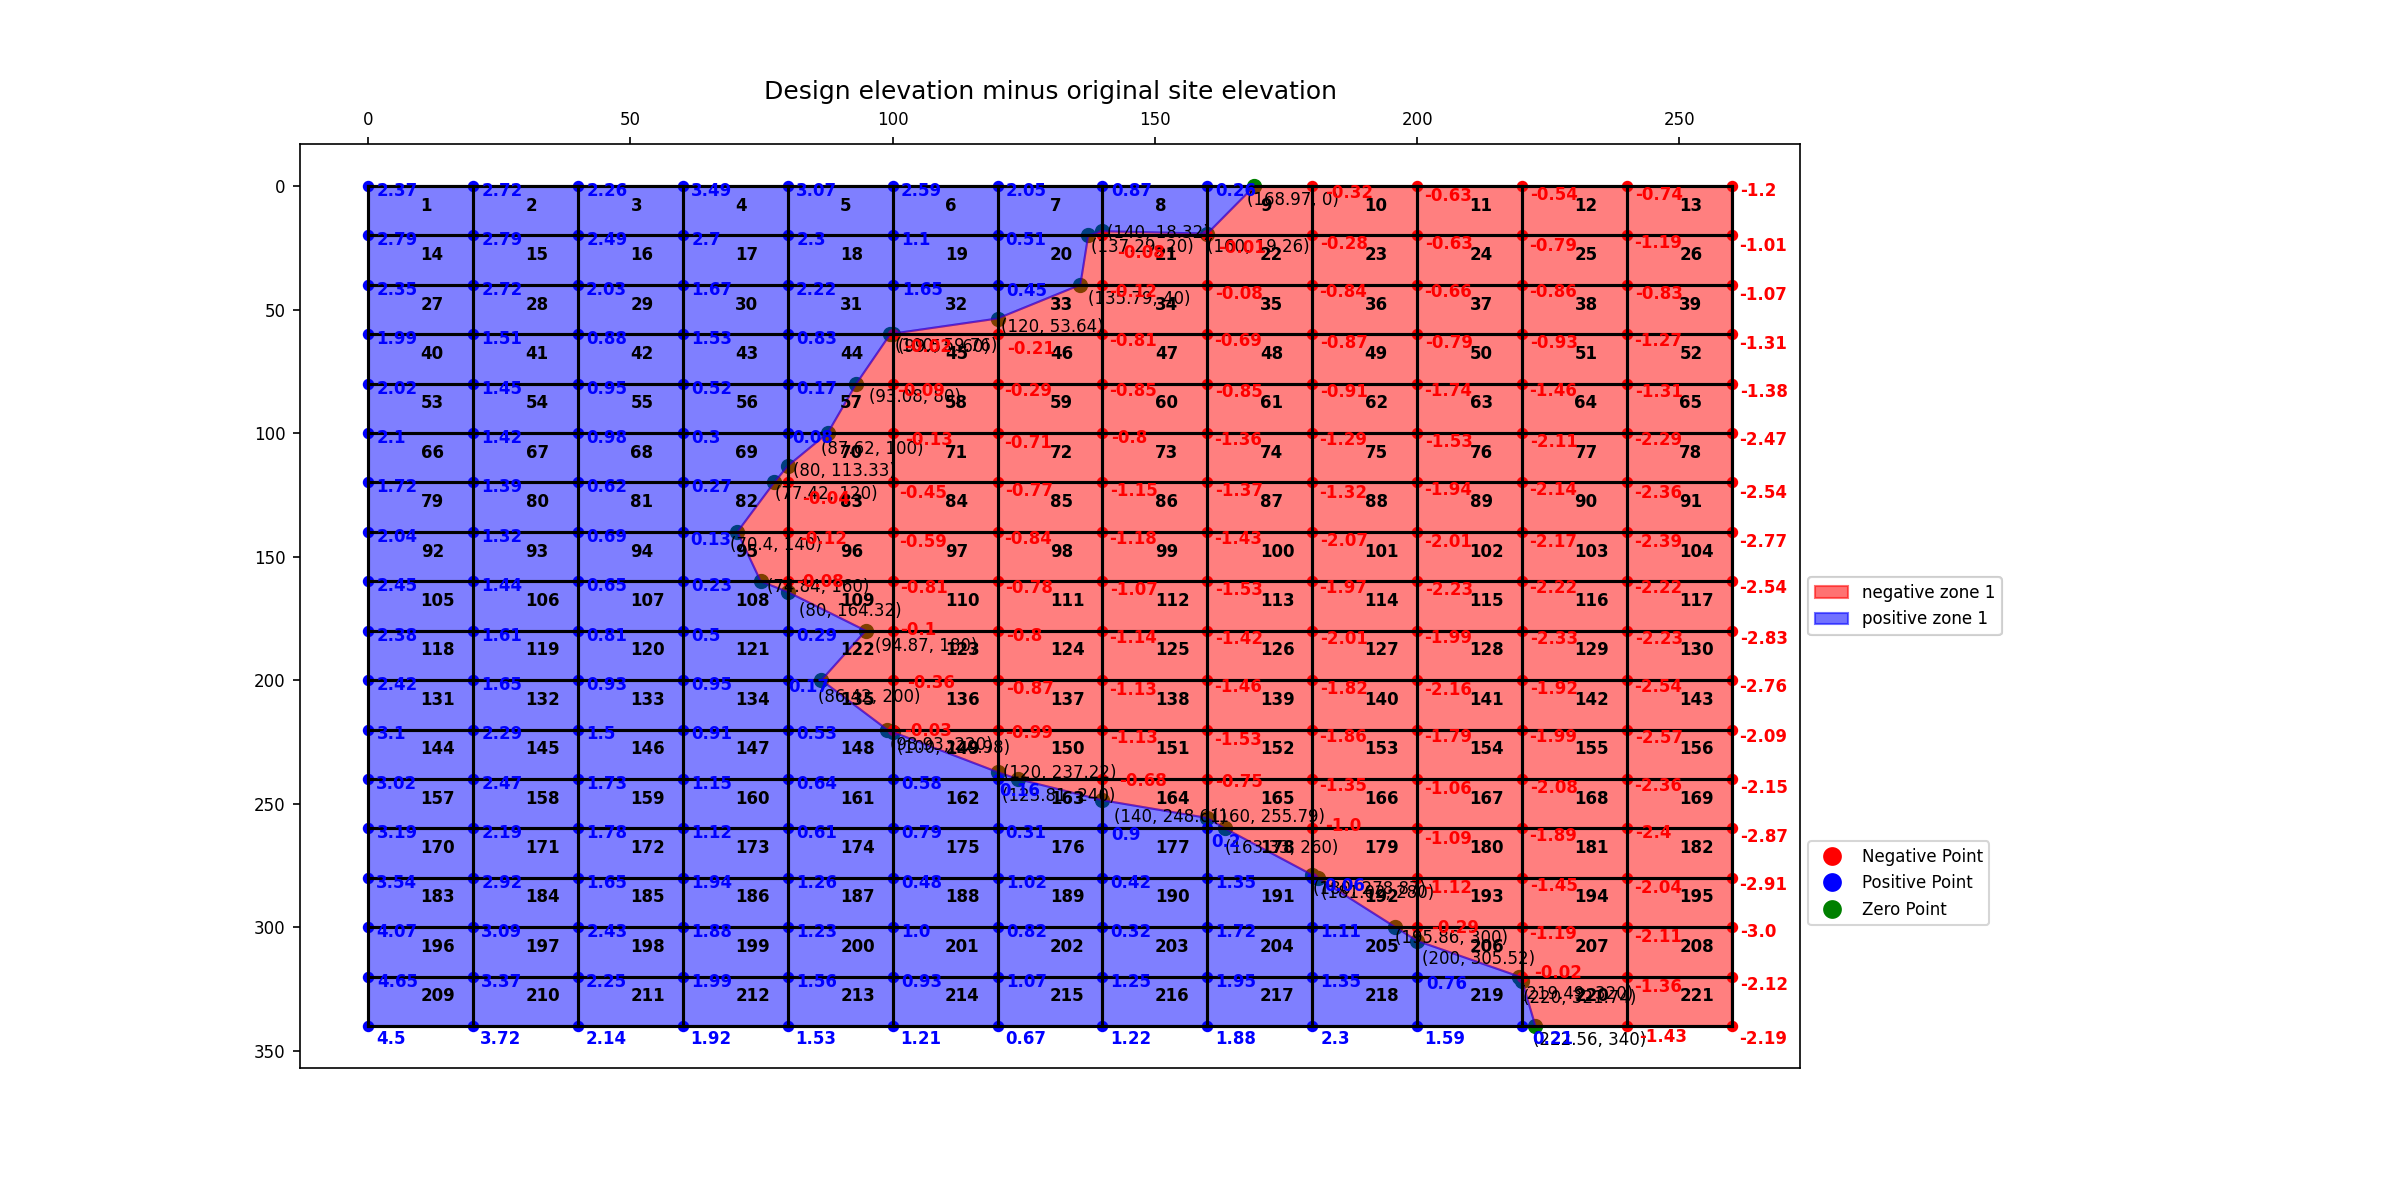 Design elevation minus original site elevation
0 50 100 150 200 250
0 2.37 2.72 2.26 3.49 3.07 2.59 2.05 0.87 -0.32 -0.63 -0.54 -0.74 -1.2
(168.97, 0)
1 2 3 4 5 6 7 8 9 10 11 12 13
(140, 18.32)
2.79 2.79 2.49 2.7 2.3 1.1 0.51 (137.29, 20) -0.28 -0.63 -0.79 -1.19 -1.01
14 15 16 17 18 19 20 21 22 23 24 25 26
2.35 2.72 2.03 1.67 2.22 1.65 0.45 -0.12 -0.08 -0.84 -0.66 -0.86 -0.83 -1.07
(135.79, 40)
50 27 28 29 30 31 32 33 34 35 36 37 38 39
(120, 53.64)
1.99 1.51 0.88 1.53 0.83 -0.21 -0.81 -0.69 -0.87 -0.79 -0.93 -1.27 -1.31
40 41 42 43 44 45 46 47 48 49 50 51 52
2.02 1.45 0.95 0.52 0.17 -0.09 -0.29 -0.85 -0.85 -0.91 -1.74 -1.46 -1.31 -1.38
(93.08, 80)
53 54 55 56 57 58 59 60 61 62 63 64 65
100 2.1 1.42 0.98 0.3 -0.13 -0.71 -0.8 -1.36 -1.29 -1.53 -2.11 -2.29 -2.47
(87.62, 100)
66 67 68 69 70 71 72 73 74 75 76 77 78
(80, 113.33)
1.72 1.39 0.62 0.27 -0.04 -0.45 -0.77 -1.15 -1.37 -1.32 -1.94 -2.14 -2.36 -2.54
(77.42, 120)
79 80 81 82 83 84 85 86 87 88 89 90 91
2.04 1.32 0.69 0.13 -0.12 -0.59 -0.84 -1.18 -1.43 -2.07 -2.01 -2.17 -2.39 -2.77
(70.4, 140)
150 92 93 94 95 96 97 98 99 100 101 102 103 104
2.45 1.44 0.65 0.23 -0.08 -0.81 -0.78 -1.07 -1.53 -1.97 -2.23 -2.22 -2.22 -2.54
(74.84, 160)
105 106 107 108 109 110 111 112 113 114 115 116 117
(80, 164.32)
2.38 1.61 0.81 0.5 0.29 -0.1 -0.8 -1.14 -1.42 -2.01 -1.99 -2.33 -2.23 -2.83
(94.87, 180)
118 119 120 121 122 123 124 125 126 127 128 129 130
200 2.42 1.65 0.93 0.95 -0.36 -0.87 -1.13 -1.46 -1.82 -2.16 -1.92 -2.54 -2.76
(86.42, 200)
131 132 133 134 135 136 137 138 139 140 141 142 143
3.1 2.29 1.5 0.91 0.53 -0.03 -0.99 -1.13 -1.53 -1.86 -1.79 -1.99 -2.57 -2.09
(98.93, 220)
144 145 146 147 148 149 150 151 152 153 154 155 156
(120, 237.22)
3.02 2.47 1.73 1.15 0.64 0.58 0.16 -0.68 -0.75 -1.35 -1.06 -2.08 -2.36 -2.15
(123.81, 240)
250 157 158 159 160 161 162 163 164 165 166 167 168 169
(160, 255.79)
3.19 2.19 1.78 1.12 0.61 0.79 0.31 0.9 0.2 -1.0 -1.09 -1.89 -2.4 -2.87
(163.33, 260)
170 171 172 173 174 175 176 177 178 179 180 181 182
3.54 2.92 1.65 1.94 1.26 0.48 1.02 0.42 1.35 0.06 -1.12 -1.45 -2.04 -2.91
183 184 185 186 187 188 189 190 191 192 193 194 195
300 4.07 3.09 2.43 1.88 1.23 1.0 0.82 0.32 1.72 1.11 -0.29 -1.19 -2.11 -3.0
(195.86, 300)
196 197 198 199 200 201 202 203 204 205 206 207 208
(200, 305.52)
4.65 3.37 2.25 1.99 1.56 0.93 1.07 1.25 1.95 1.35 0.76 -0.02 -1.36 -2.12
209 210 211 212 213 214 215 216 217 218 219 220 221
4.5 3.72 2.14 1.92 1.53 1.21 0.67 1.22 1.88 2.3 1.59 0.21 -1.43 -2.19
(222.56, 340)
350
negative zone 1
positive zone 1
Negative Point
Positive Point
Zero Point